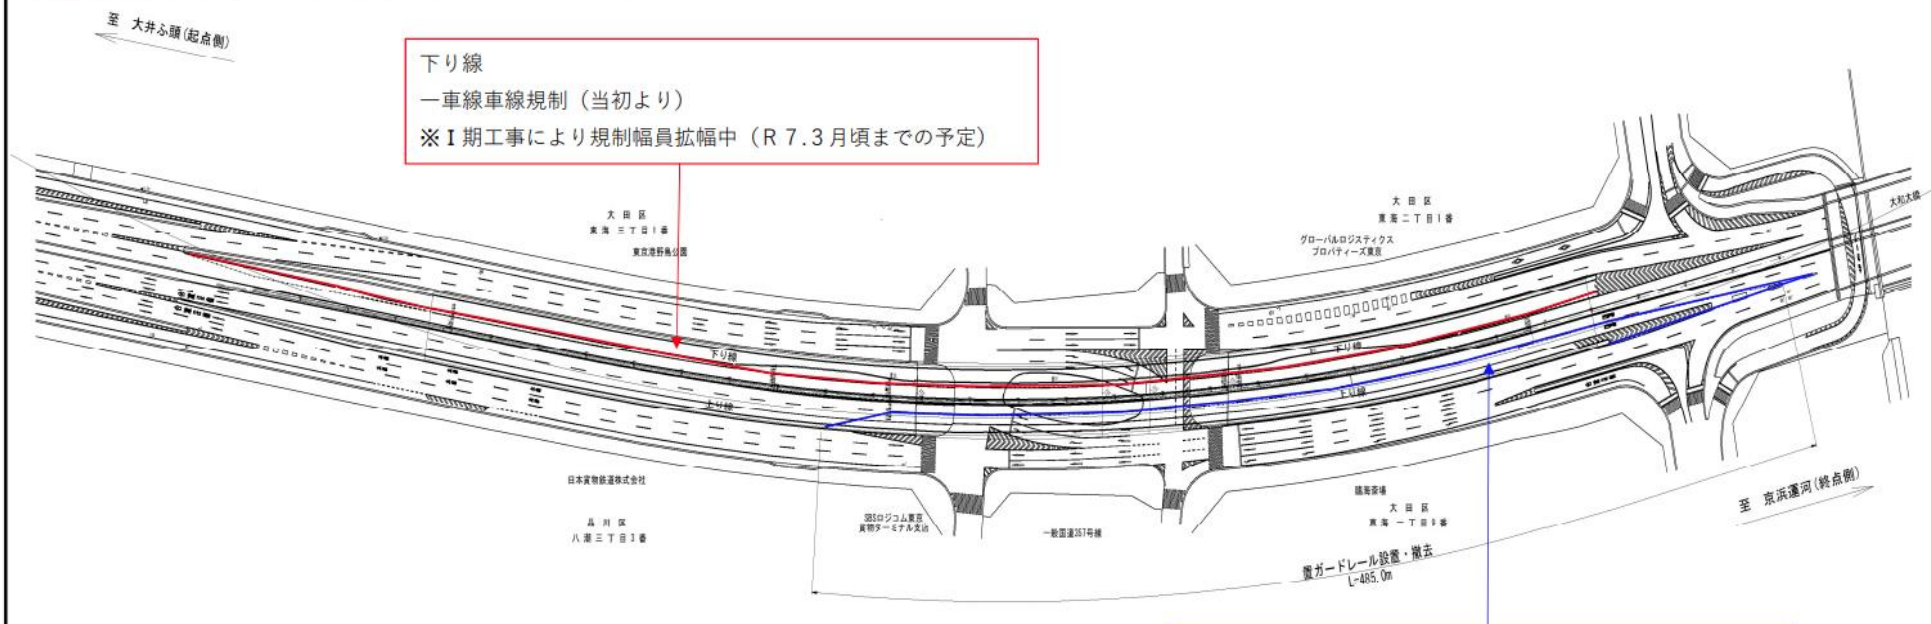 至 大井ふ頭(起点側)
下り線
一車線車線規制（当初より）
※Ⅰ期工事により規制幅員拡幅中（Ｒ７.３月頃までの予定）
大田区
東海 三丁目1番
東京港野鳥公園
大田区
東海二丁目1番
グローバルロジスティクス
プロパティーズ東京
大和大橋
下り線
下り線
上り線
上り線
日本貨物鉄道株式会社
品川区
八潮三丁目3番
SBSロジコム東京
貨物ターミナル支店
一般国道357号線
臨海斎場
大田区
東海 一丁目9番
至 京浜運河(終点側)
置ガードレール設置・撤去
L=485.0m